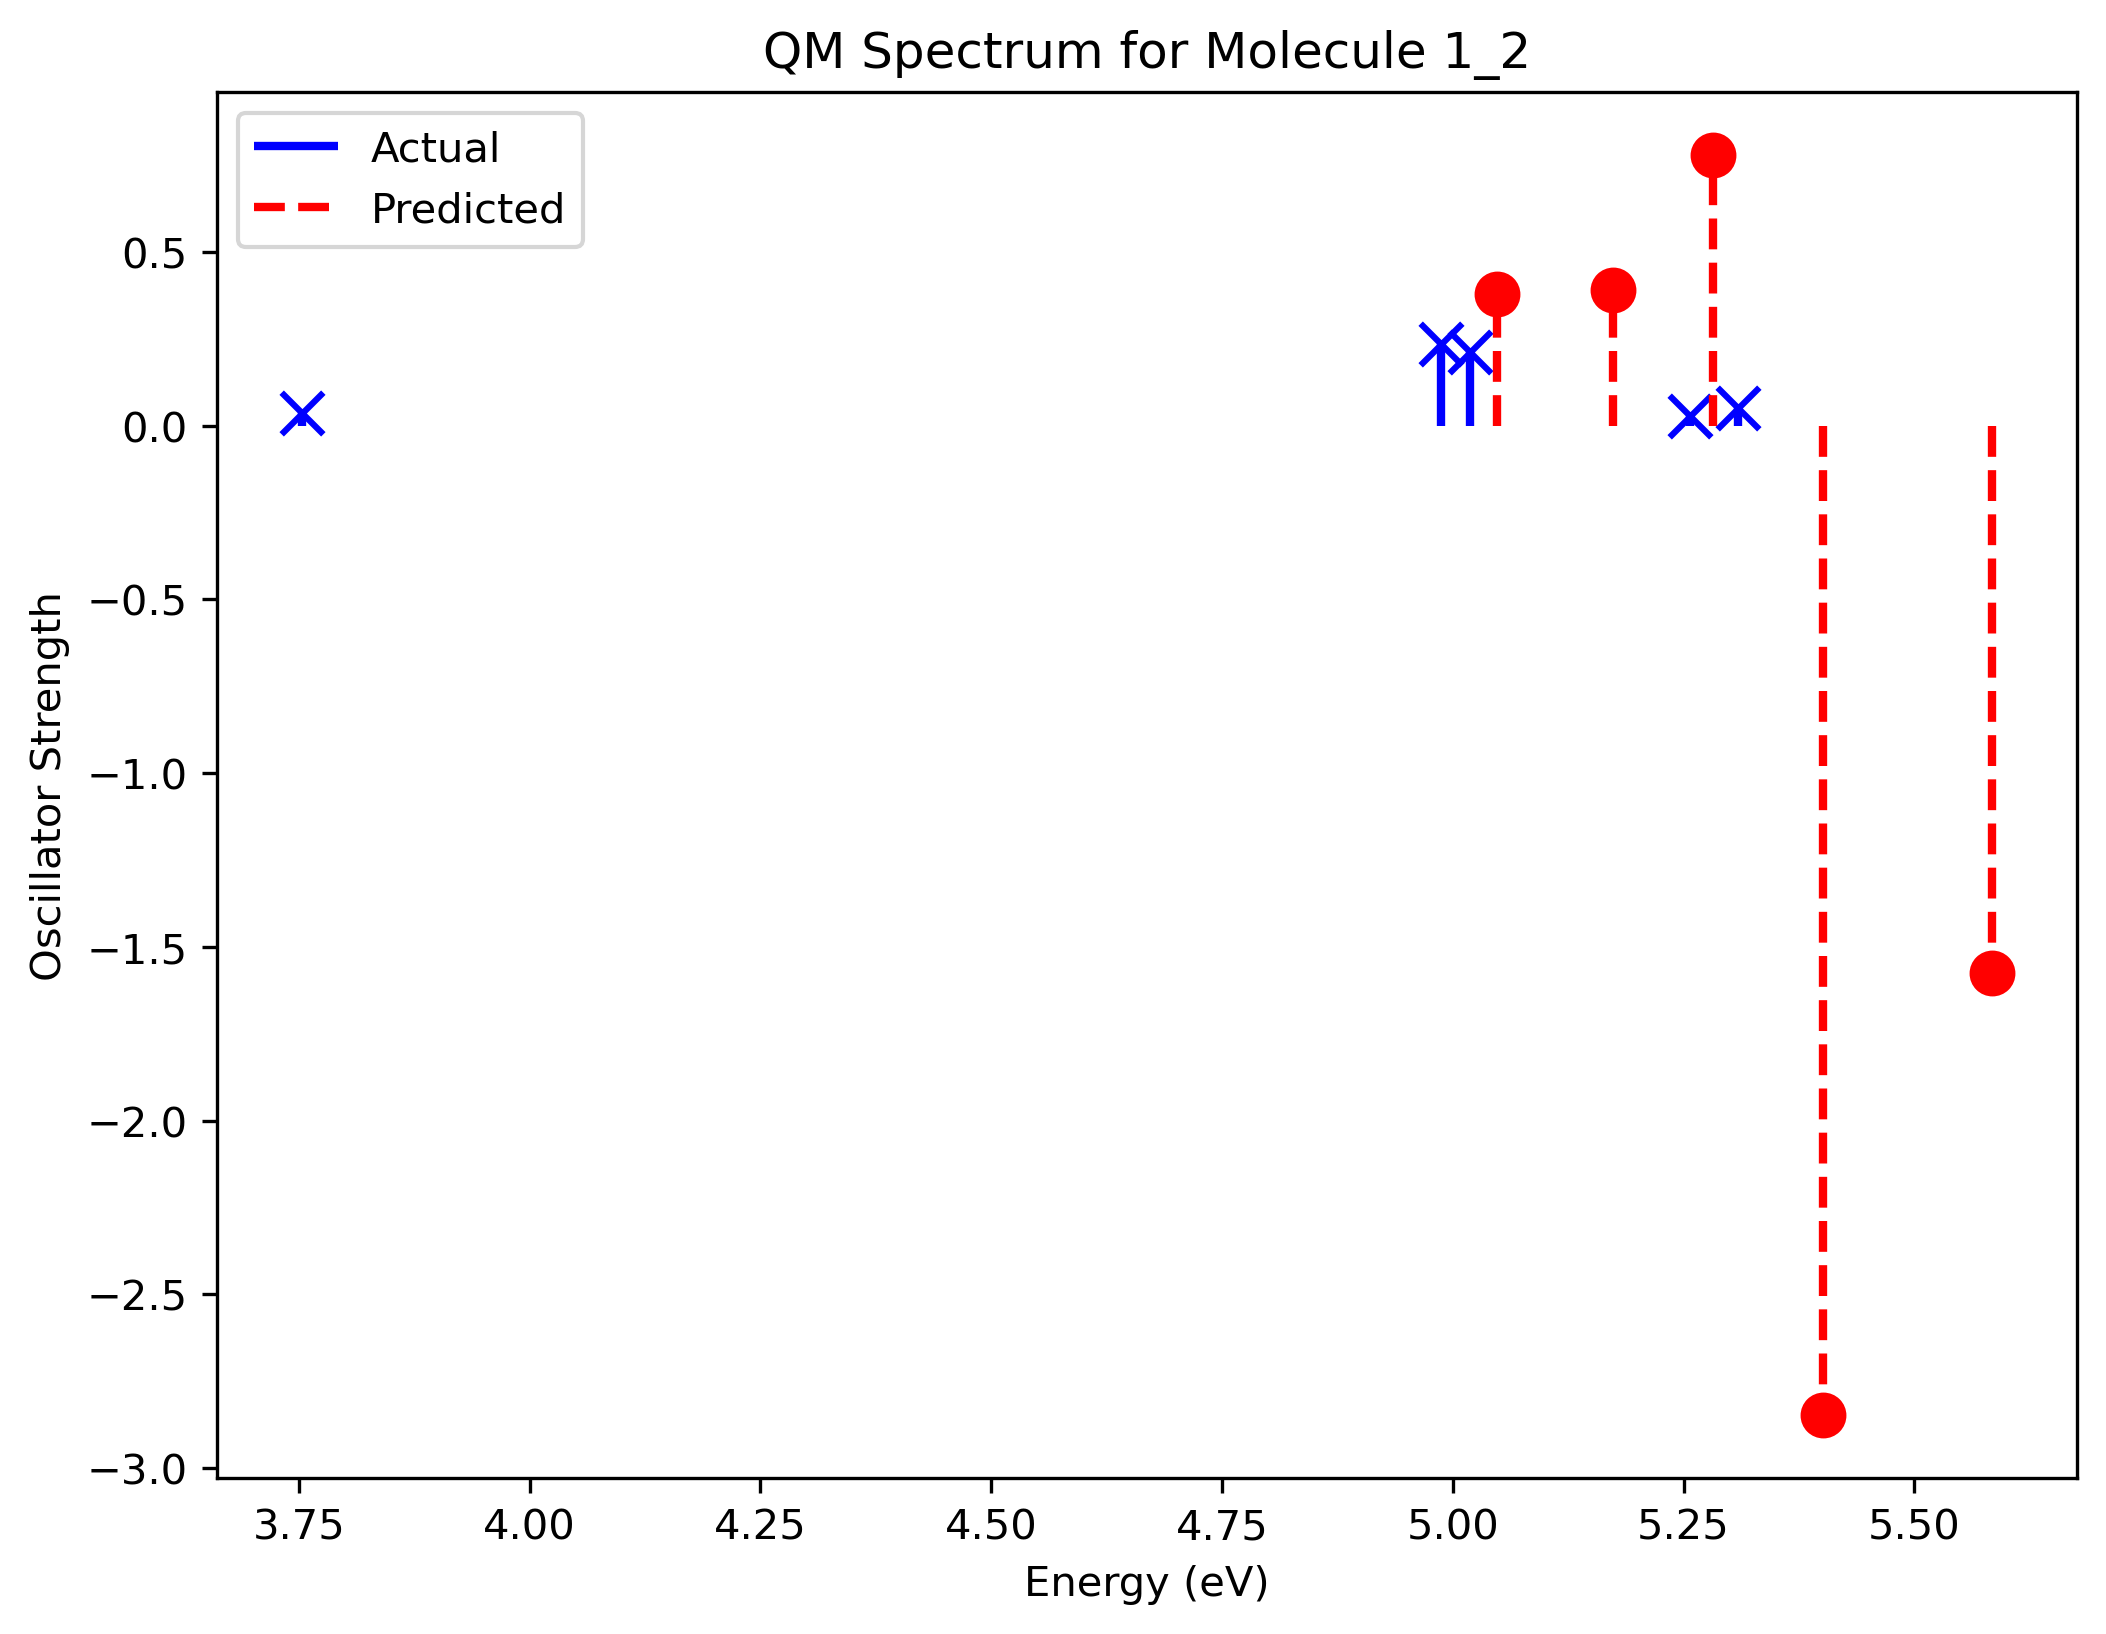 QM Spectrum for Molecule 1_2
Actual
Predicted
0.5
0.0
−0.5
−1.0
−1.5
−2.0
−2.5
−3.0
Oscillator Strength
3.75 4.00 4.25 4.50 4.75 5.00 5.25 5.50
Energy (eV)